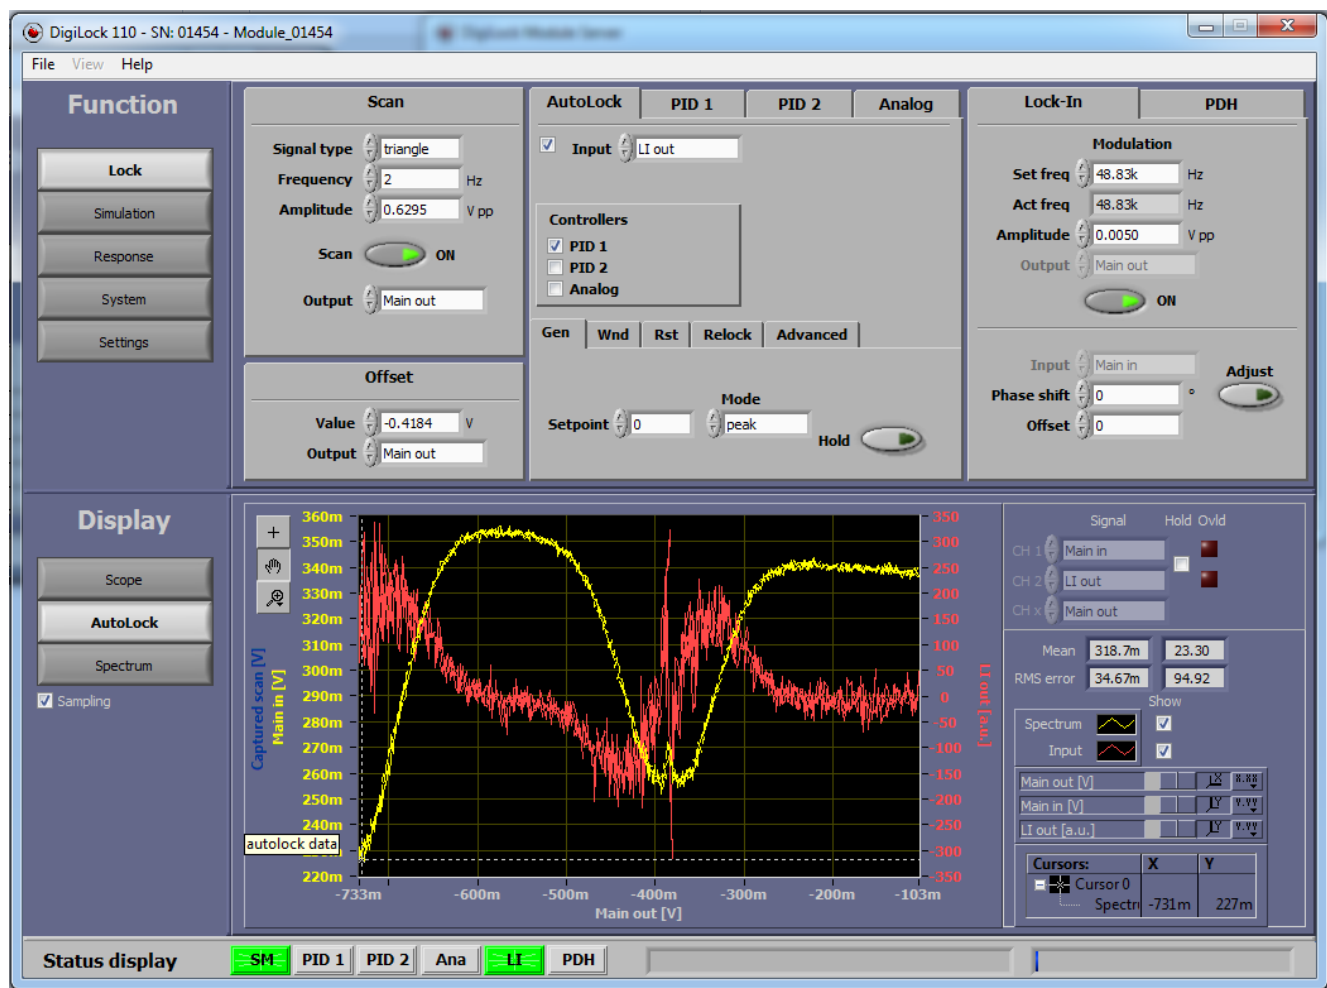 DigiLock 110 - SN: 01454 - Module_01454
File View Help
Function
Lock
Simulation
Response
System
Settings
Scan
Signal type triangle
Frequency 2 Hz
Amplitude 0.6295 V pp
Scan ON
Output Main out
Offset
Value -0.4184 V
Output Main out
AutoLock PID 1 PID 2 Analog
Input LI out
Controllers
PID 1
PID 2
Analog
Gen Wnd Rst Relock Advanced
Mode
Setpoint 0 peak
Hold
Lock-In PDH
Modulation
Set freq 48.83k Hz
Act freq 48.83k Hz
Amplitude 0.0050 V pp
Output Main out
ON
Input Main in
Adjust
Phase shift 0 °
Offset 0
Display
Scope
AutoLock
Spectrum
Sampling
Captured scan [V]
Main in [V]
360m
350m
340m
330m
320m
310m
300m
290m
280m
270m
260m
250m
240m
220m
autolock data
-733m -600m -500m -400m -300m -200m -103m
Main out [V]
350
300
250
200
150
100
50
0
-50
-100
-150
-200
-250
-300
-350
LI out [a.u.]
Signal Hold Ovld
CH 1 Main in
CH 2 LI out
CH x Main out
Mean 318.7m 23.30
RMS error 34.67m 94.92
Show
Spectrum
Input
Main out [V] X X.XX
Main in [V] Y Y.YY
LI out [a.u.] Y Y.YY
Cursors: X Y
Cursor 0
Spectr -731m 227m
Status display SM PID 1 PID 2 Ana LI PDH